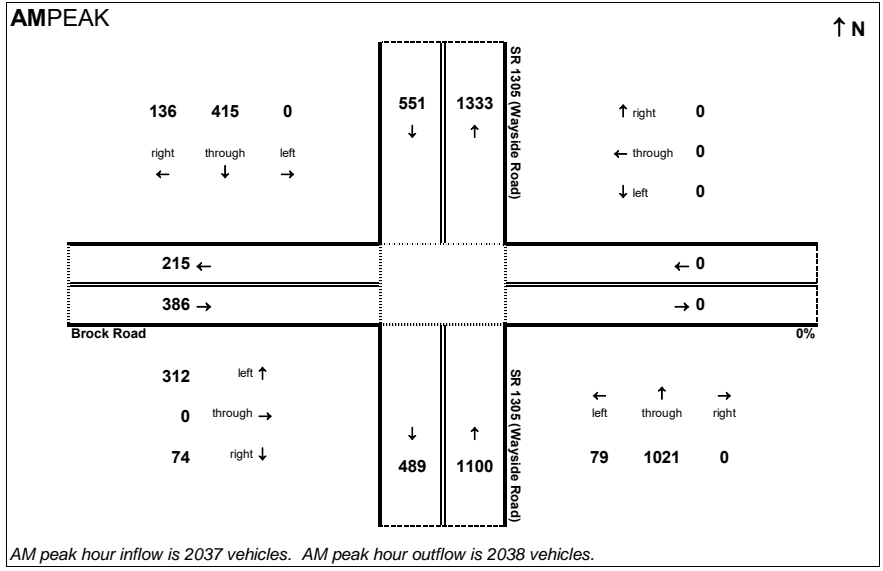 AMPEAK
↑ N
SR 1305 (Wayside Road)
551 1333
↓ ↑
136 415 0
right through left
← ↓ →
↑ right 0
← through 0
↓ left 0
215 ←
386 →
← 0
→ 0
Brock Road
0%
312 left ↑
0 through →
74 right ↓
↓ ↑
489 1100
SR 1305 (Wayside Road)
← ↑ →
left through right
79 1021 0
AM peak hour inflow is 2037 vehicles. AM peak hour outflow is 2038 vehicles.